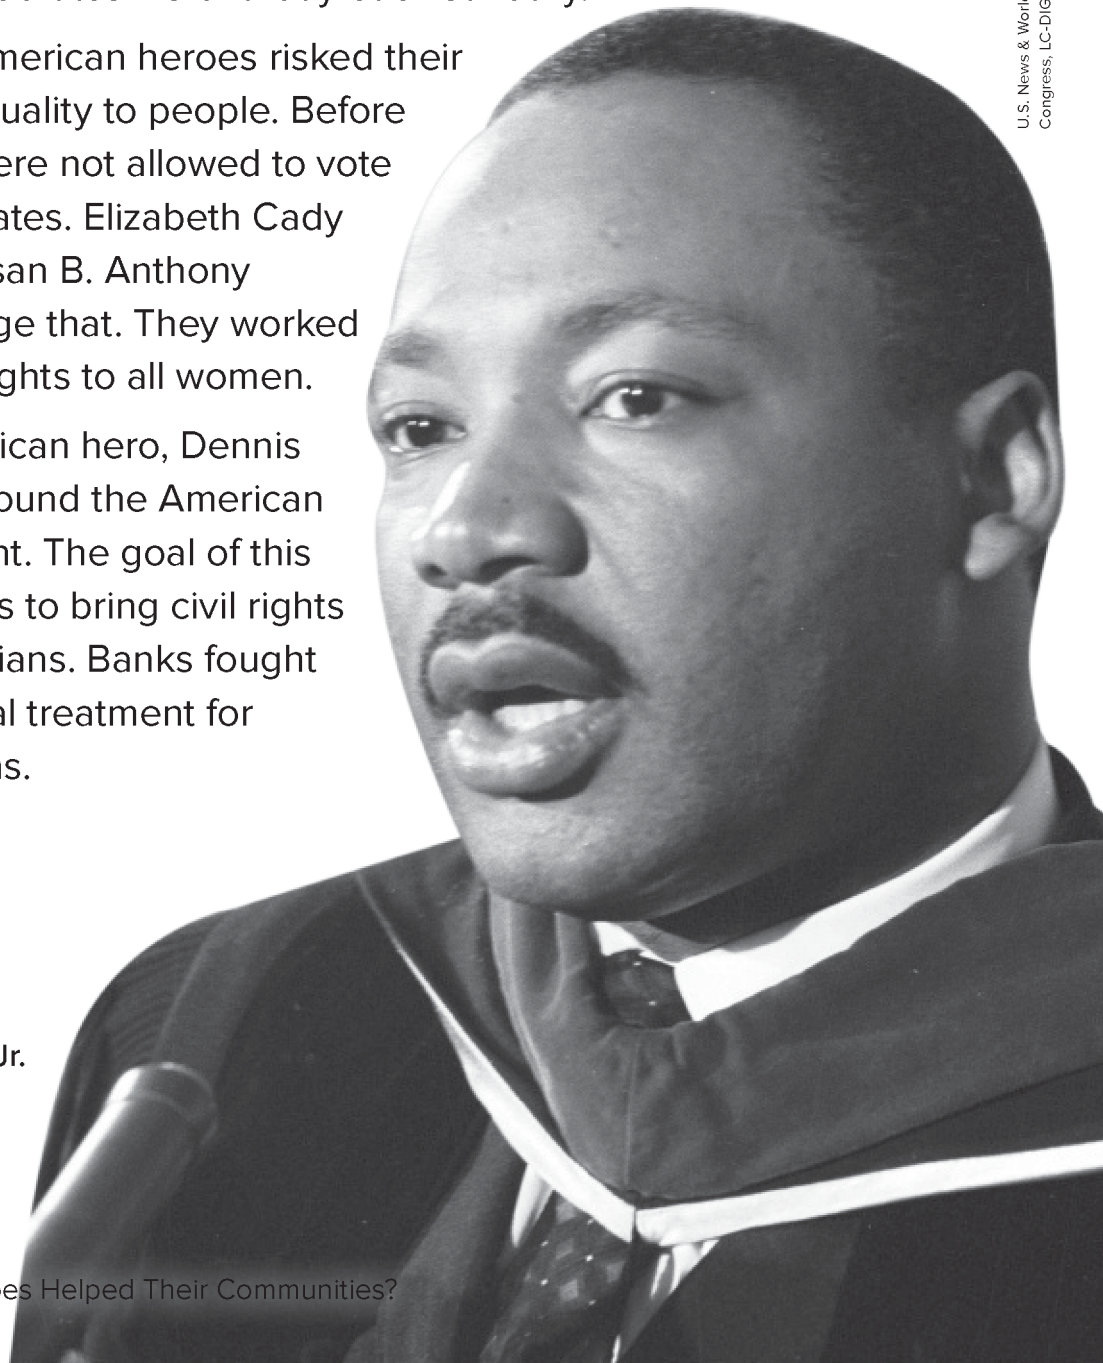 merican heroes risked their
uality to people. Before
ere not allowed to vote
ates. Elizabeth Cady
san B. Anthony
ge that. They worked
ghts to all women.
ican hero, Dennis
ound the American
nt. The goal of this
s to bring civil rights
ians. Banks fought
al treatment for
ns.
Jr.
es Helped Their Communities?
U.S. News & World
Congress, LC-DIG